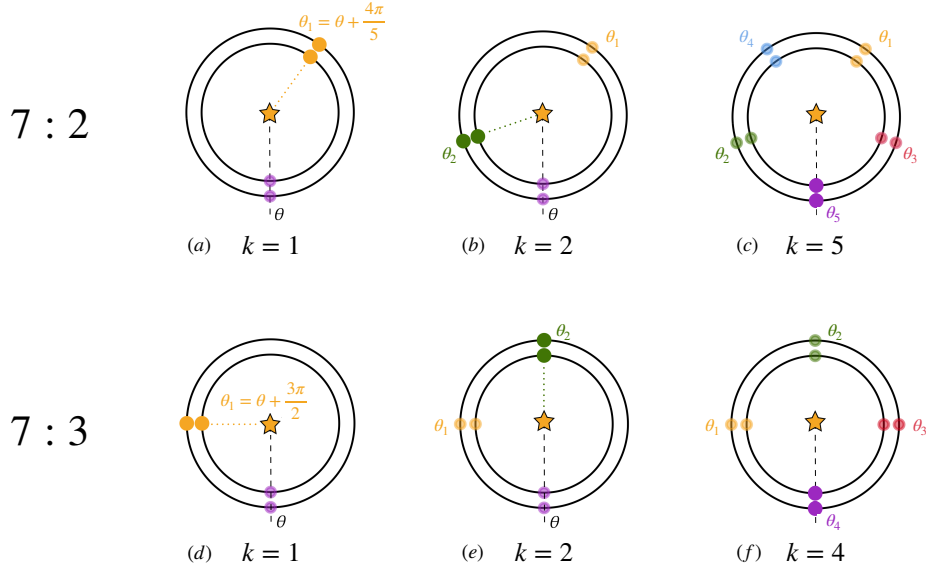 7 : 2
θ₁ = θ + 4π/5
θ
(a) k = 1
θ₁
θ₂
θ
(b) k = 2
θ₄
θ₁
θ₂
θ₃
θ₅
(c) k = 5
7 : 3
θ₁ = θ + 3π/2
θ
(d) k = 1
θ₂
θ₁
θ
(e) k = 2
θ₂
θ₁
θ₃
θ₄
(f) k = 4